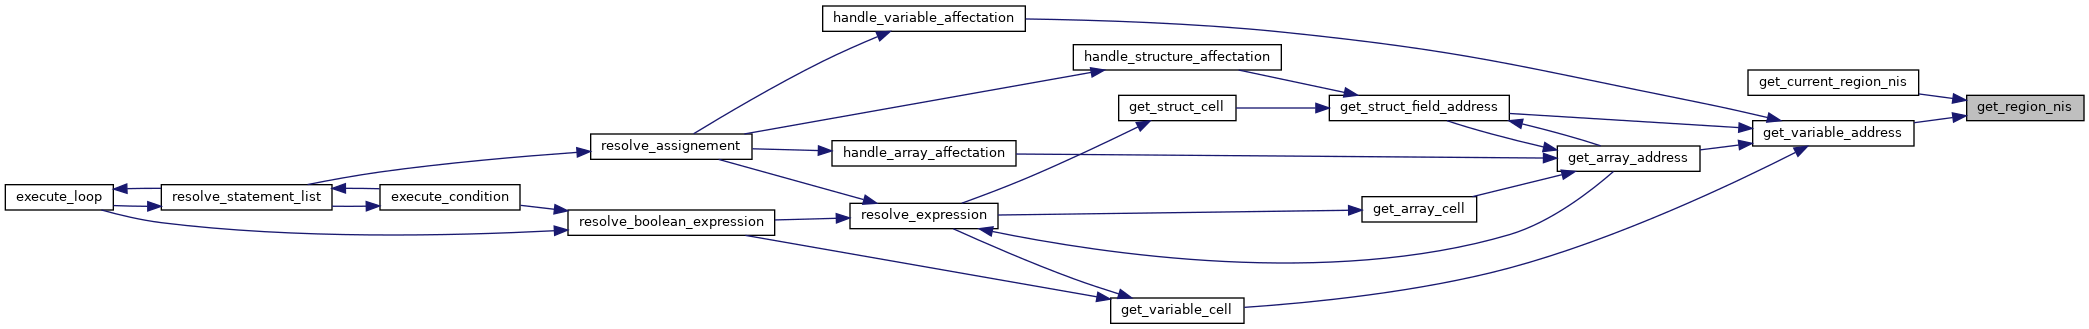 handle_variable_affectation
handle_structure_affectation
get_current_region_nis
get_struct_cell
get_struct_field_address
get_region_nis
get_variable_address
resolve_assignement
handle_array_affectation
get_array_address
execute_loop
resolve_statement_list
execute_condition
get_array_cell
resolve_expression
resolve_boolean_expression
get_variable_cell